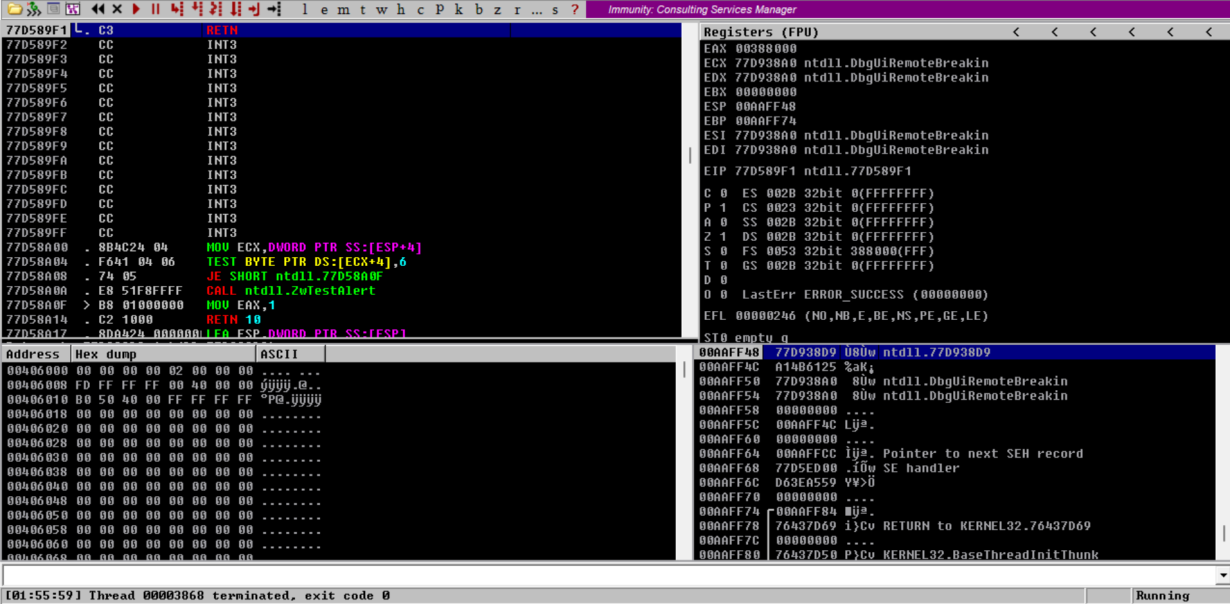 l e m t w h c p k b z r ... s ? Immunity: Consulting Services Manager
77D589F1 . C3 RETN
77D589F2 CC INT3
77D589F3 CC INT3
77D589F4 CC INT3
77D589F5 CC INT3
77D589F6 CC INT3
77D589F7 CC INT3
77D589F8 CC INT3
77D589F9 CC INT3
77D589FA CC INT3
77D589FB CC INT3
77D589FC CC INT3
77D589FD CC INT3
77D589FE CC INT3
77D589FF CC INT3
77D58A00 . 8B4C24 04 MOV ECX,DWORD PTR SS:[ESP+4]
77D58A04 . F641 04 06 TEST BYTE PTR DS:[ECX+4],6
77D58A08 . 74 05 JE SHORT ntdll.77D58A0F
77D58A0A . E8 51F8FFFF CALL ntdll.ZwTestAlert
77D58A0F > B8 01000000 MOV EAX,1
77D58A14 . C2 1000 RETN 10
77D58A17 . 8DA424 000000 LEA ESP,DWORD PTR SS:[ESP]
Registers (FPU) < < < < < <
EAX 00388000
ECX 77D938A0 ntdll.DbgUiRemoteBreakin
EDX 77D938A0 ntdll.DbgUiRemoteBreakin
EBX 00000000
ESP 00AAFF48
EBP 00AAFF74
ESI 77D938A0 ntdll.DbgUiRemoteBreakin
EDI 77D938A0 ntdll.DbgUiRemoteBreakin
EIP 77D589F1 ntdll.77D589F1
C 0 ES 002B 32bit 0(FFFFFFFF)
P 1 CS 0023 32bit 0(FFFFFFFF)
A 0 SS 002B 32bit 0(FFFFFFFF)
Z 1 DS 002B 32bit 0(FFFFFFFF)
S 0 FS 0053 32bit 388000(FFF)
T 0 GS 002B 32bit 0(FFFFFFFF)
D 0
O 0 LastErr ERROR_SUCCESS (00000000)
EFL 00000246 (NO,NB,E,BE,NS,PE,GE,LE)
ST0 empty g
Address Hex dump ASCII
00406000 00 00 00 00 02 00 00 00 .... ...
00406008 FD FF FF FF 00 40 00 00 ýÿÿÿ.@..
00406010 B0 50 40 00 FF FF FF FF °P@.ÿÿÿÿ
00406018 00 00 00 00 00 00 00 00 ........
00406020 00 00 00 00 00 00 00 00 ........
00406028 00 00 00 00 00 00 00 00 ........
00406030 00 00 00 00 00 00 00 00 ........
00406038 00 00 00 00 00 00 00 00 ........
00406040 00 00 00 00 00 00 00 00 ........
00406048 00 00 00 00 00 00 00 00 ........
00406050 00 00 00 00 00 00 00 00 ........
00406058 00 00 00 00 00 00 00 00 ........
00406060 00 00 00 00 00 00 00 00 ........
00406068 00 00 00 00 00 00 00 00 ........
00AAFF48 77D938D9 Ù8Ùw ntdll.77D938D9
00AAFF4C A14B6125 %aK¡
00AAFF50 77D938A0 8Ùw ntdll.DbgUiRemoteBreakin
00AAFF54 77D938A0 8Ùw ntdll.DbgUiRemoteBreakin
00AAFF58 00000000 ....
00AAFF5C 00AAFF4C Lÿª.
00AAFF60 00000000 ....
00AAFF64 00AAFFCC Ìÿª. Pointer to next SEH record
00AAFF68 77D5ED00 .íÕw SE handler
00AAFF6C D63EA559 Y¥>Ö
00AAFF70 00000000 ....
00AAFF74 00AAFF84 ÿª.
00AAFF78 76437D69 i}Cv RETURN to KERNEL32.76437D69
00AAFF7C 00000000 ....
00AAFF80 76437D50 P}Cv KERNEL32.BaseThreadInitThunk
[01:55:59] Thread 00003868 terminated, exit code 0
Running